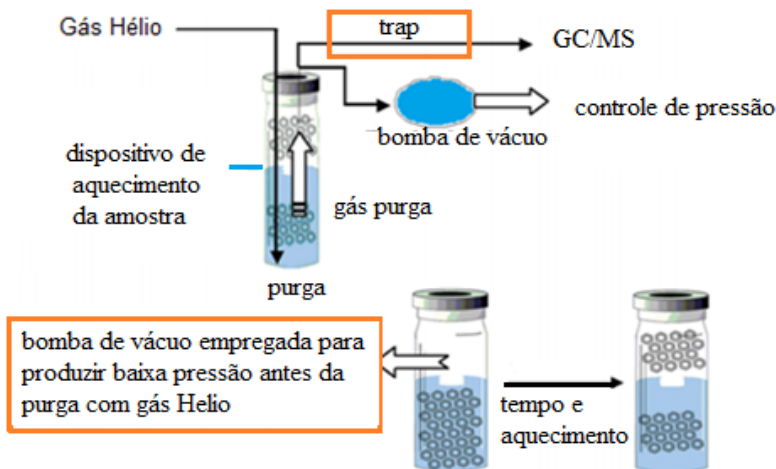 Gás Hélio
trap
GC/MS
controle de pressão
bomba de vácuo
dispositivo de
aquecimento
da amostra
gás purga
purga
bomba de vácuo empregada para
produzir baixa pressão antes da
purga com gás Helio
tempo e
aquecimento